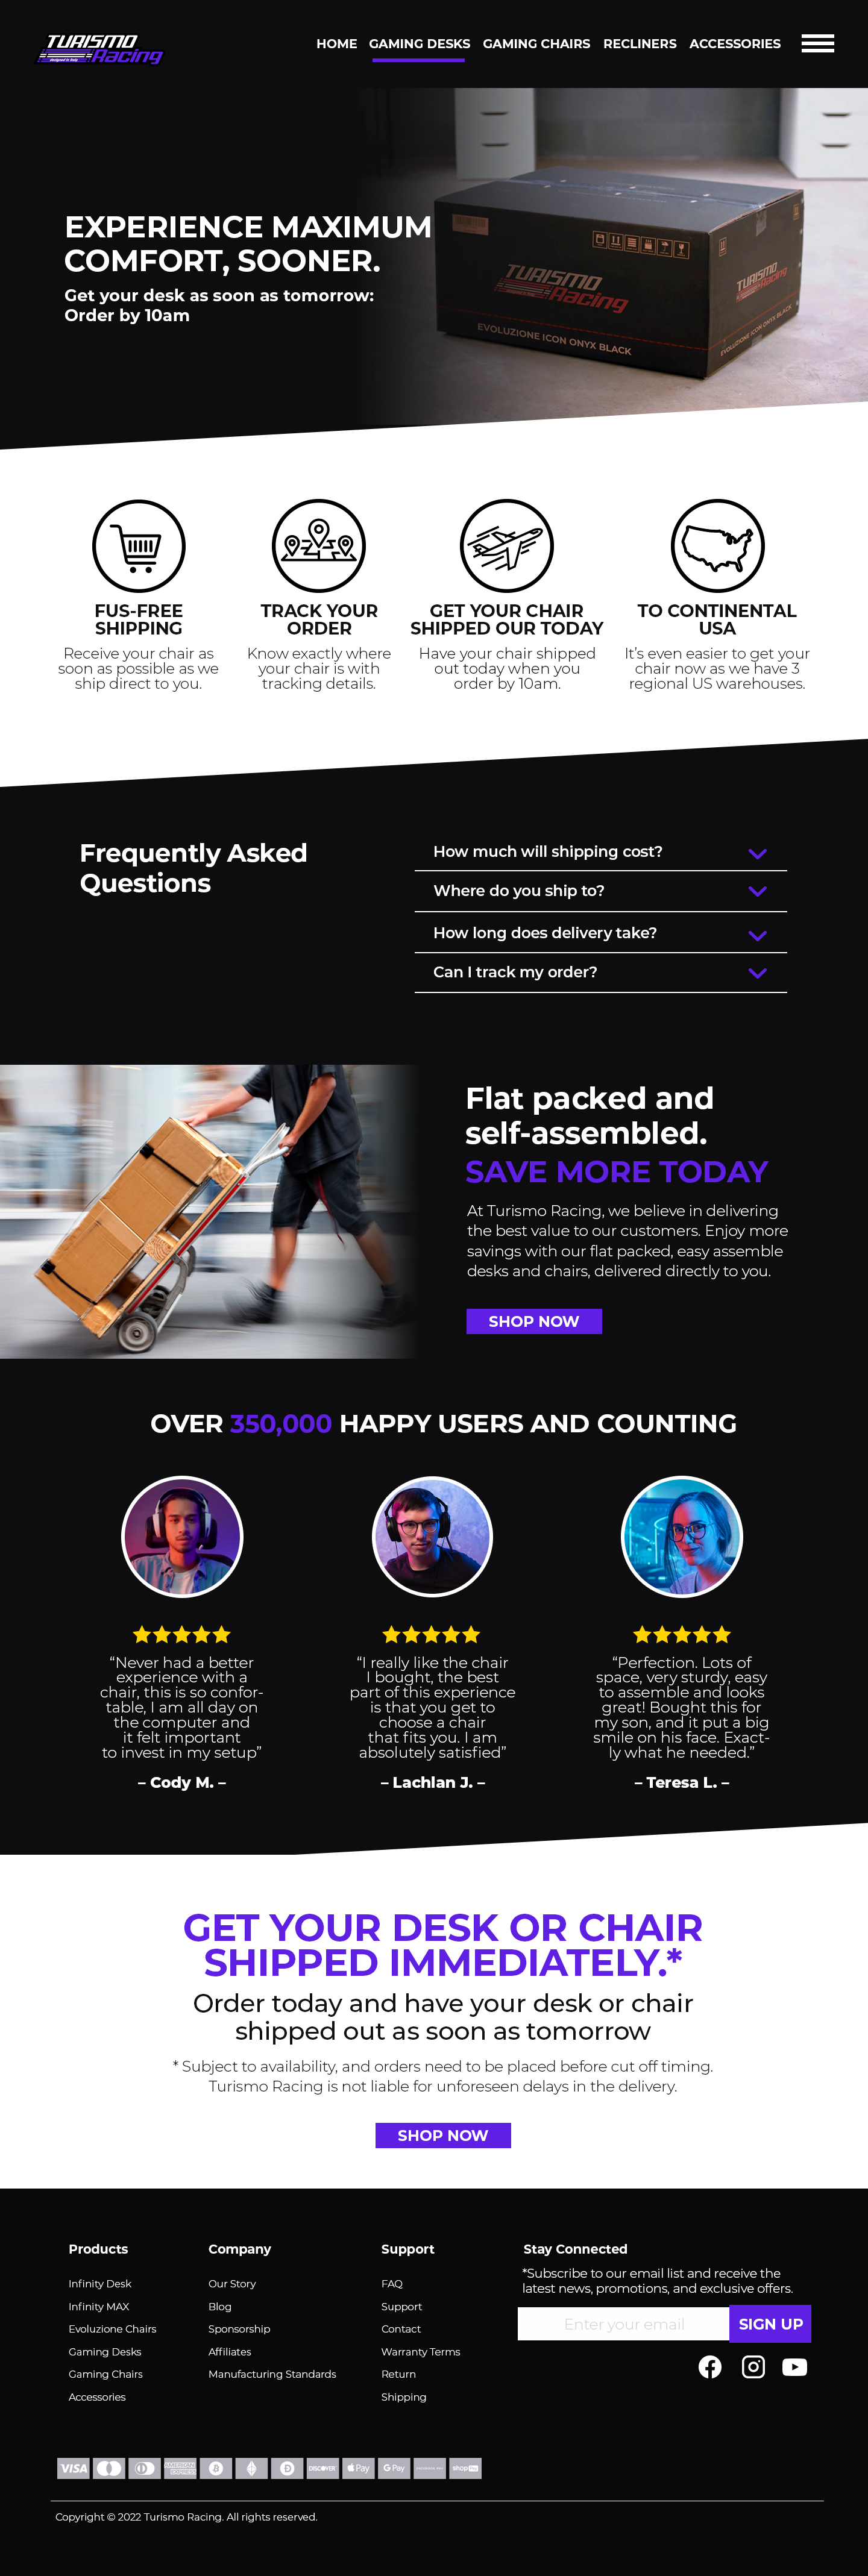 TURISMO
Racing
HOME GAMING DESKS GAMING CHAIRS RECLINERS ACCESSORIES
EXPERIENCE MAXIMUM
COMFORT, SOONER.
Get your desk as soon as tomorrow:
Order by 10am
TURISMO
Racing
EVOLUZIONE ICON ONYX BLACK
TURISMO
Racing
EVOLUZIONE ICON ONYX BLACK
FUS-FREE
SHIPPING
Receive your chair as
soon as possible as we
ship direct to you.
TRACK YOUR
ORDER
Know exactly where
your chair is with
tracking details.
GET YOUR CHAIR
SHIPPED OUR TODAY
Have your chair shipped
out today when you
order by 10am.
TO CONTINENTAL
USA
It’s even easier to get your
chair now as we have 3
regional US warehouses.
Frequently Asked
Questions
How much will shipping cost?
Where do you ship to?
How long does delivery take?
Can I track my order?
Flat packed and
self-assembled.
SAVE MORE TODAY
At Turismo Racing, we believe in delivering
the best value to our customers. Enjoy more
savings with our flat packed, easy assemble
desks and chairs, delivered directly to you.
SHOP NOW
OVER 350,000 HAPPY USERS AND COUNTING
“Never had a better
experience with a
chair, this is so confor-
table, I am all day on
the computer and
it felt important
to invest in my setup”
– Cody M. –
“I really like the chair
I bought, the best
part of this experience
is that you get to
choose a chair
that fits you. I am
absolutely satisfied”
– Lachlan J. –
“Perfection. Lots of
space, very sturdy, easy
to assemble and looks
great! Bought this for
my son, and it put a big
smile on his face. Exact-
ly what he needed.”
– Teresa L. –
GET YOUR DESK OR CHAIR
SHIPPED IMMEDIATELY.*
Order today and have your desk or chair
shipped out as soon as tomorrow
* Subject to availability, and orders need to be placed before cut off timing.
Turismo Racing is not liable for unforeseen delays in the delivery.
SHOP NOW
Products
Infinity Desk
Infinity MAX
Evoluzione Chairs
Gaming Desks
Gaming Chairs
Accessories
Company
Our Story
Blog
Sponsorship
Affiliates
Manufacturing Standards
Support
FAQ
Support
Contact
Warranty Terms
Return
Shipping
Stay Connected
*Subscribe to our email list and receive the
latest news, promotions, and exclusive offers.
Enter your email
SIGN UP
VISA AMERICAN EXPRESS DISCOVER Pay G Pay shop Pay
Copyright © 2022 Turismo Racing. All rights reserved.